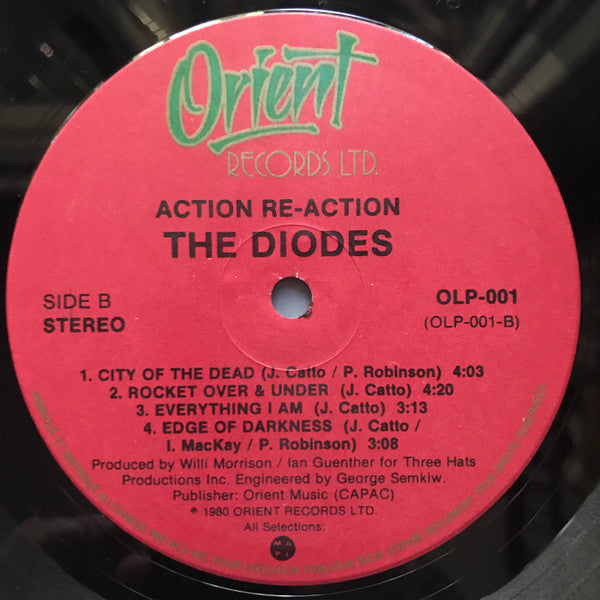 Orient
RECORDS LTD.
ACTION RE-ACTION
THE DIODES
SIDE B
STEREO
OLP-001
(OLP-001-B)
1. CITY OF THE DEAD (J. Catto / P. Robinson) 4:03
2. ROCKET OVER & UNDER (J. Catto) 4:20
3. EVERYTHING I AM (J. Catto) 3:13
4. EDGE OF DARKNESS (J. Catto /
I. MacKay / P. Robinson) 3:08
Produced by Willi Morrison / Ian Guenther for Three Hats
Productions Inc. Engineered by George Semkiw.
Publisher: Orient Music (CAPAC)
℗ 1980 ORIENT RECORDS LTD.
All Selections:
MAPL